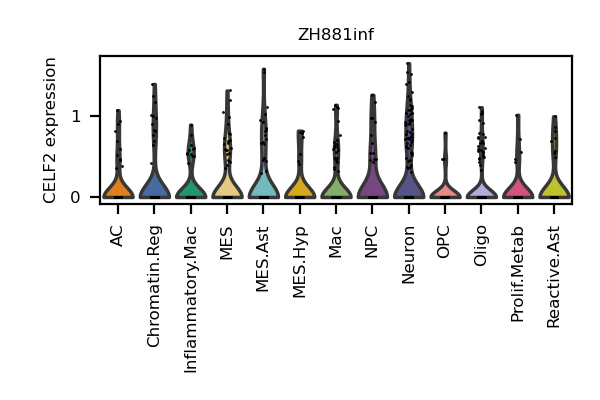 ZH881inf
CELF2 expression
1
0
AC
Chromatin.Reg
Inflammatory.Mac
MES
MES.Ast
MES.Hyp
Mac
NPC
Neuron
OPC
Oligo
Prolif.Metab
Reactive.Ast